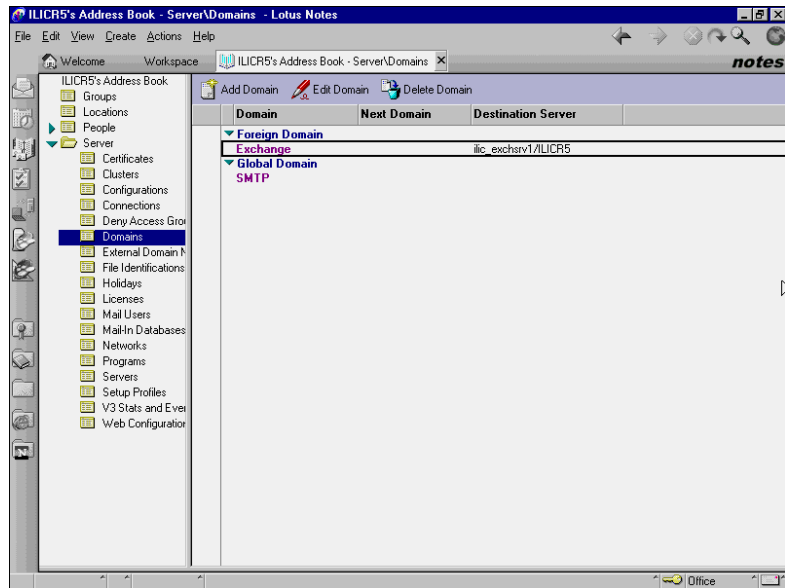 ILICR5's Address Book - Server\Domains - Lotus Notes
File Edit View Create Actions Help
Welcome Workspace ILICR5's Address Book - Server\Domains notes
ILICR5's Address Book
Groups
Locations
People
Server
Certificates
Clusters
Configurations
Connections
Deny Access Grou
Domains
External Domain N
File Identifications
Holidays
Licenses
Mail Users
Mail-In Databases
Networks
Programs
Servers
Setup Profiles
V3 Stats and Even
Web Configuration
Add Domain Edit Domain Delete Domain
Domain Next Domain Destination Server
Foreign Domain
Exchange ilic_exchsrv1/ILICR5
Global Domain
SMTP
Office